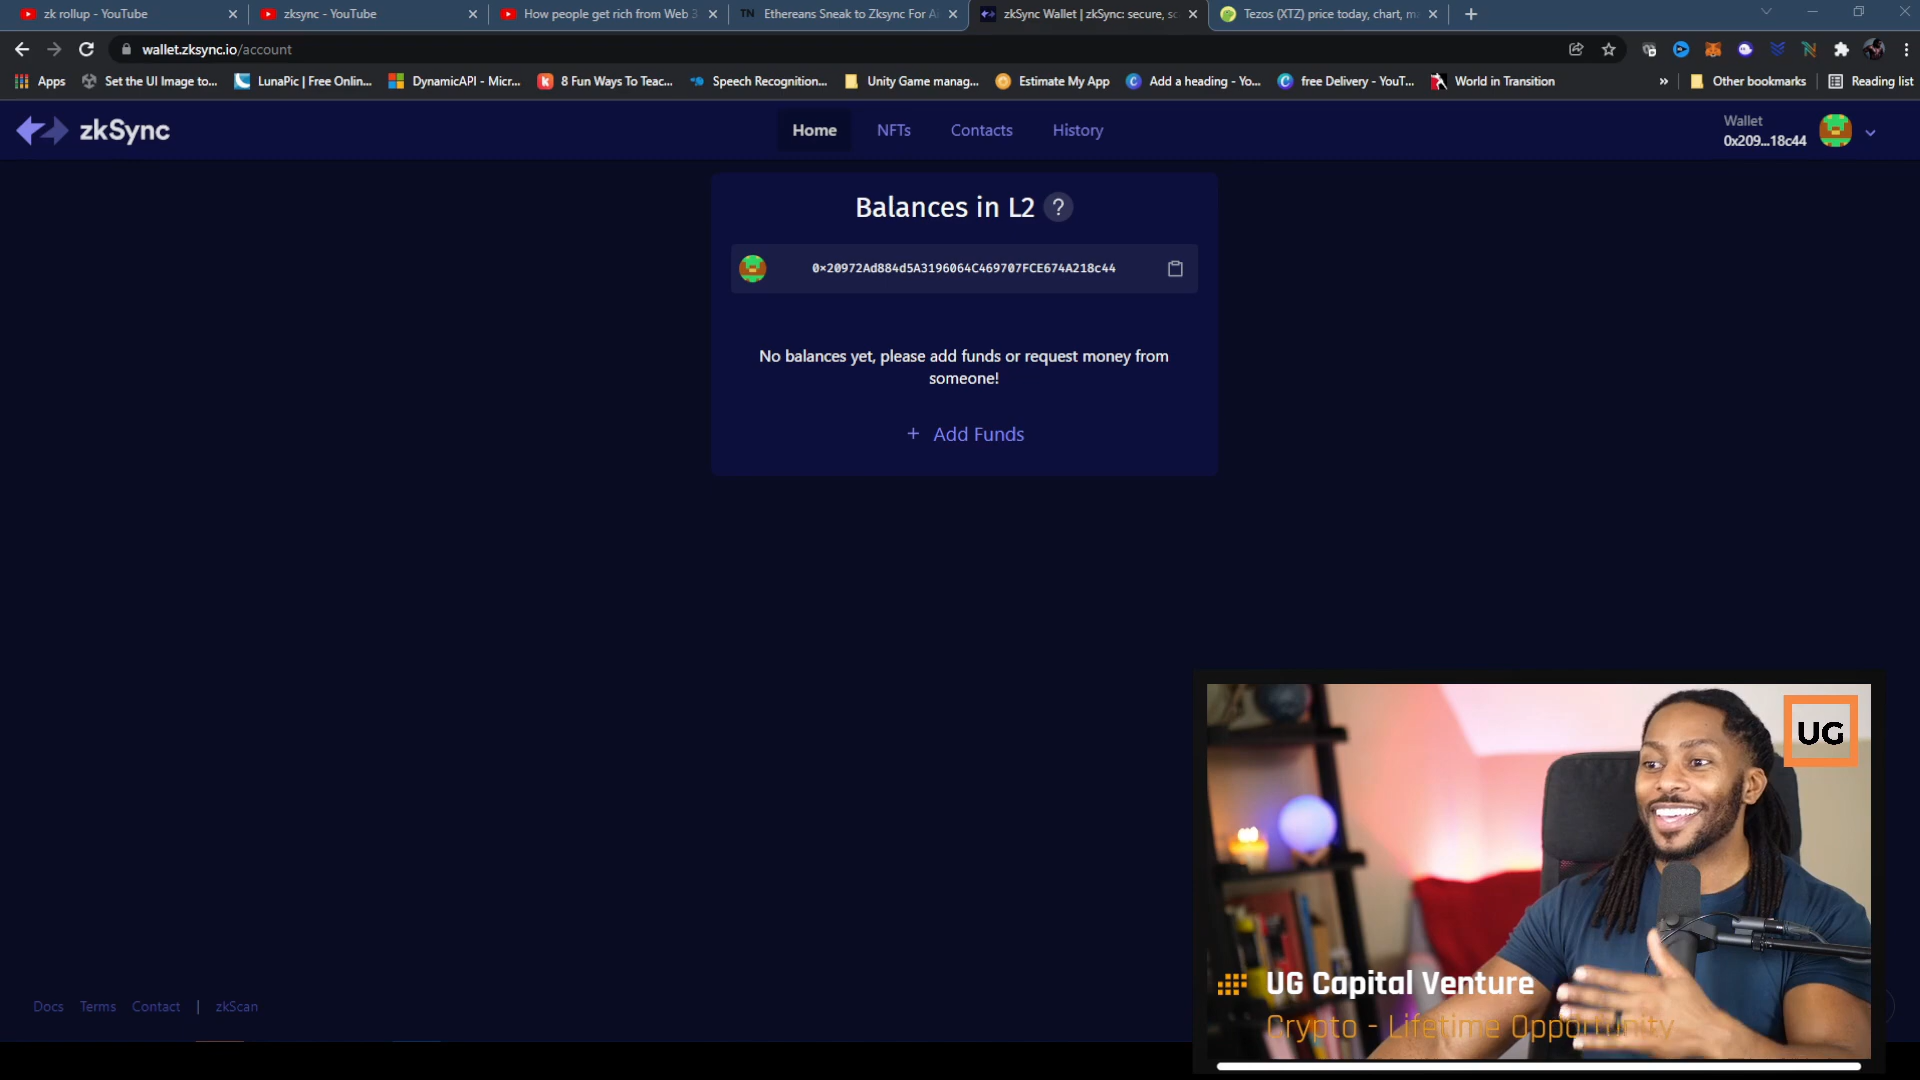 zk rollup - YouTube
zksync - YouTube
How people get rich from Web 3
TN Ethereans Sneak to Zksync For A
zkSync Wallet | zkSync: secure, sc
Tezos (XTZ) price today, chart, m
wallet.zksync.io/account
Apps
Set the UI Image to...
LunaPic | Free Onlin...
DynamicAPI - Micr...
8 Fun Ways To Teac...
Speech Recognition...
Unity Game manag...
Estimate My App
Add a heading - Yo...
free Delivery - YouT...
World in Transition
»
Other bookmarks
Reading list
zkSync
Home
NFTs
Contacts
History
Wallet
0x209...18c44
Balances in L2 ?
0×20972Ad884d5A3196064C469707FCE674A218c44
No balances yet, please add funds or request money from
someone!
+ Add Funds
UG
UG Capital Venture
Crypto - Lifetime Opportunity
Docs Terms Contact | zkScan